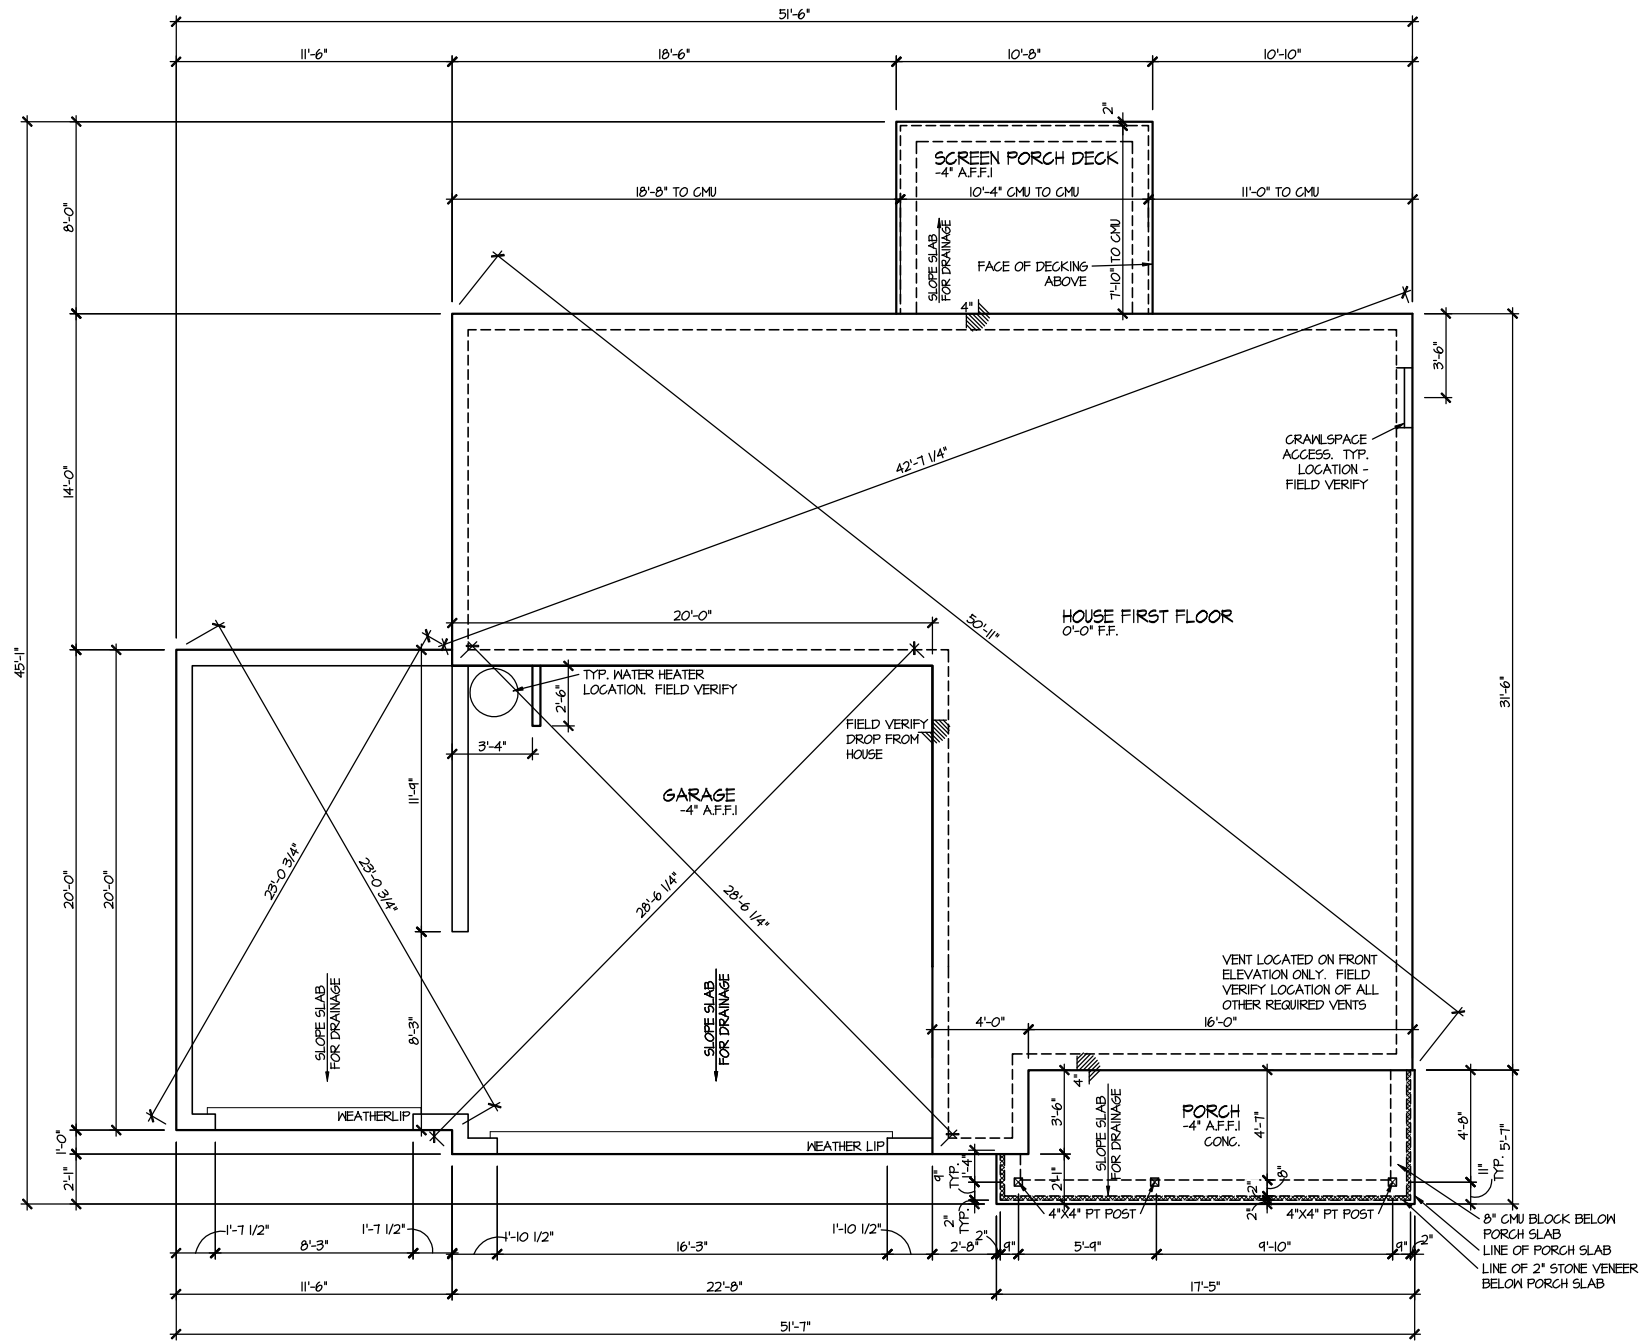 51'-6"
11'-6"
18'-6"
10'-8"
10'-10"
2"
SCREEN PORCH DECK
-4" A.F.F.I
18'-8" TO CMU
10'-4" CMU TO CMU
11'-0" TO CMU
8'-0"
SLOPE SLAB
FOR DRAINAGE
FACE OF DECKING
ABOVE
7'-10" TO CMU
4"
3'-6"
CRAWLSPACE
ACCESS. TYP.
LOCATION -
FIELD VERIFY
42'-7 1/4"
14'-0"
45'-1"
20'-0"
50'-11"
HOUSE FIRST FLOOR
0'-0" F.F.
31'-6"
TYP. WATER HEATER
LOCATION. FIELD VERIFY
2'-6"
3'-4"
FIELD VERIFY
DROP FROM
HOUSE
11'-9"
GARAGE
-4" A.F.F.I
20'-0"
20'-0"
23'-0 3/4"
23'-0 3/4"
28'-6 1/4"
28'-6 1/4"
VENT LOCATED ON FRONT
ELEVATION ONLY. FIELD
VERIFY LOCATION OF ALL
OTHER REQUIRED VENTS
SLOPE SLAB
FOR DRAINAGE
8'-3"
SLOPE SLAB
FOR DRAINAGE
4'-0"
16'-0"
4"
WEATHERLIP
WEATHER LIP
1'-0"
2'-1"
3'-6"
2'-1"
SLOPE SLAB
FOR DRAINAGE
PORCH
-4" A.F.F.I
CONC.
4'-7"
4'-8"
5'-7"
9"
TYP.
1'-4"
2"
TYP.
8"
2"
2"
11"
TYP.
4"X4" PT POST
4"X4" PT POST
8" CMU BLOCK BELOW
PORCH SLAB
LINE OF PORCH SLAB
LINE OF 2" STONE VENEER
BELOW PORCH SLAB
1'-7 1/2"
8'-3"
1'-7 1/2"
1'-10 1/2"
16'-3"
1'-10 1/2"
2'-8"
2"
9"
5'-9"
9'-10"
9"
2"
11'-6"
22'-8"
17'-5"
51'-7"